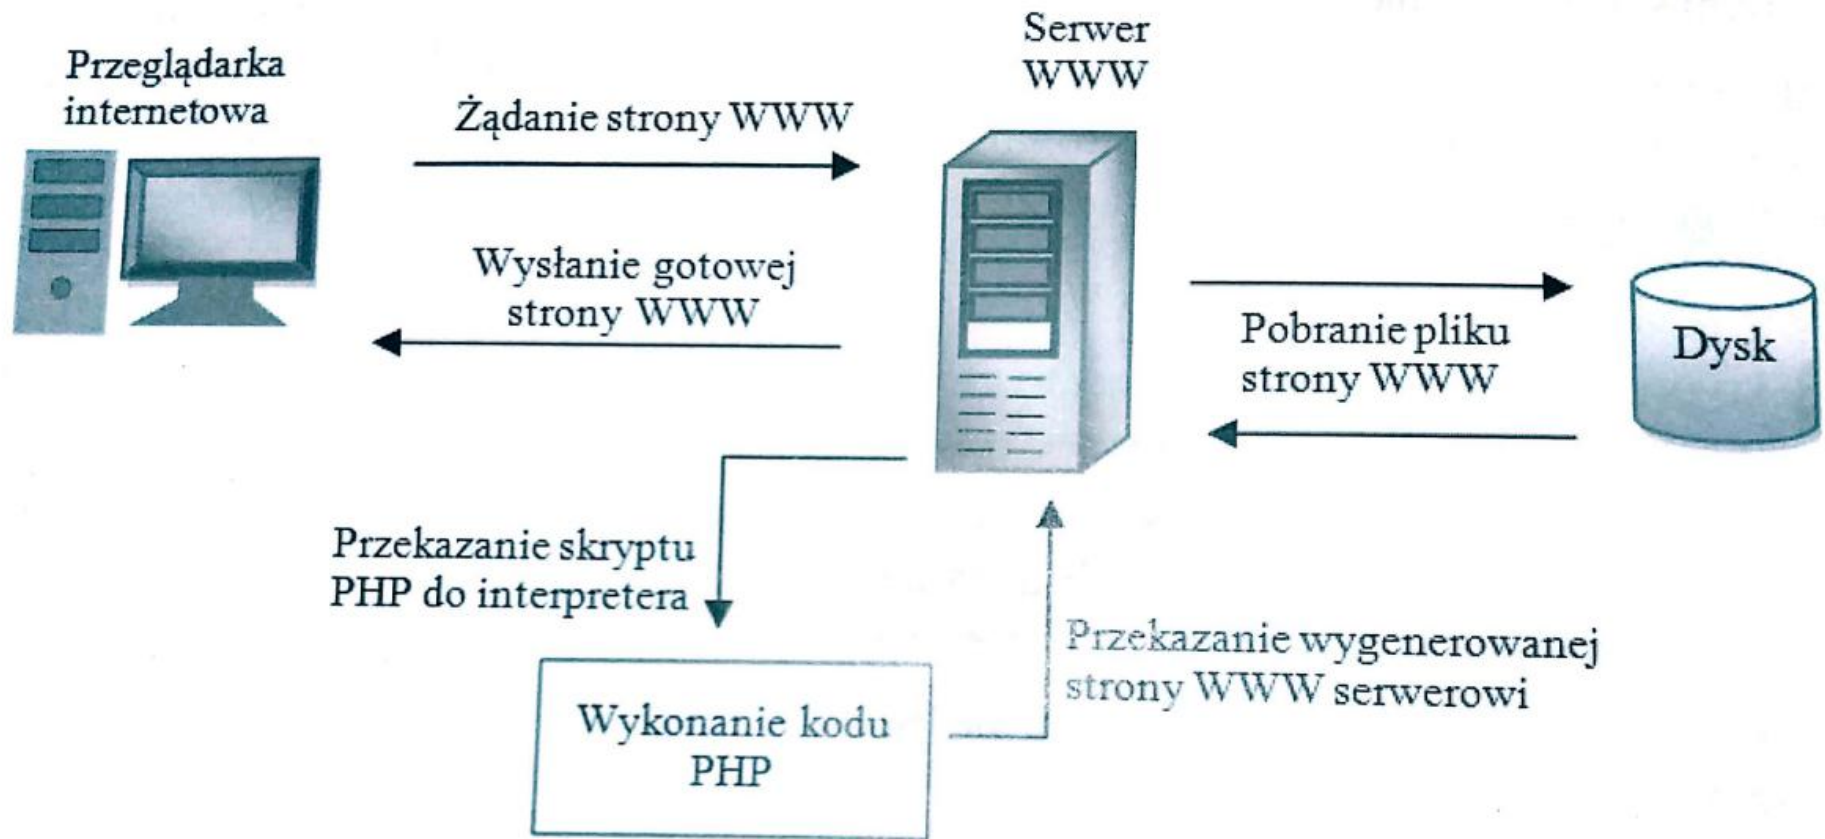 Przeglądarka
internetowa
Żądanie strony WWW
Serwer
WWW
Wysłanie gotowej
strony WWW
Pobranie pliku
strony WWW
Dysk
Przekazanie skryptu
PHP do interpretera
Przekazanie wygenerowanej
strony WWW serwerowi
Wykonanie kodu
PHP